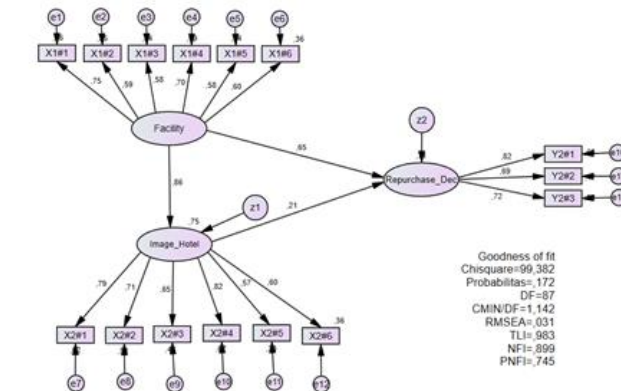 e1 e2 e3 e4 e5 e6
,36
X1#1 X1#2 X1#3 X1#4 X1#5 X1#6
,75 ,59 ,58 ,70 ,58 ,60
Facility
z2
,65
,86
Repurchase_Dec
,82 Y2#1
,69 Y2#2
,72 Y2#3
z1
,75
,21
Image_Hotel
,79 ,71 ,65 ,82 ,57 ,60
,36
X2#1 X2#2 X2#3 X2#4 X2#5 X2#6
e7 e8 e9 e10 e11 e12
Goodness of fit
Chisquare=99,382
Probabilitas=,172
DF=87
CMIN/DF=1,142
RMSEA=,031
TLI=,983
NFI=,899
PNFI=,745